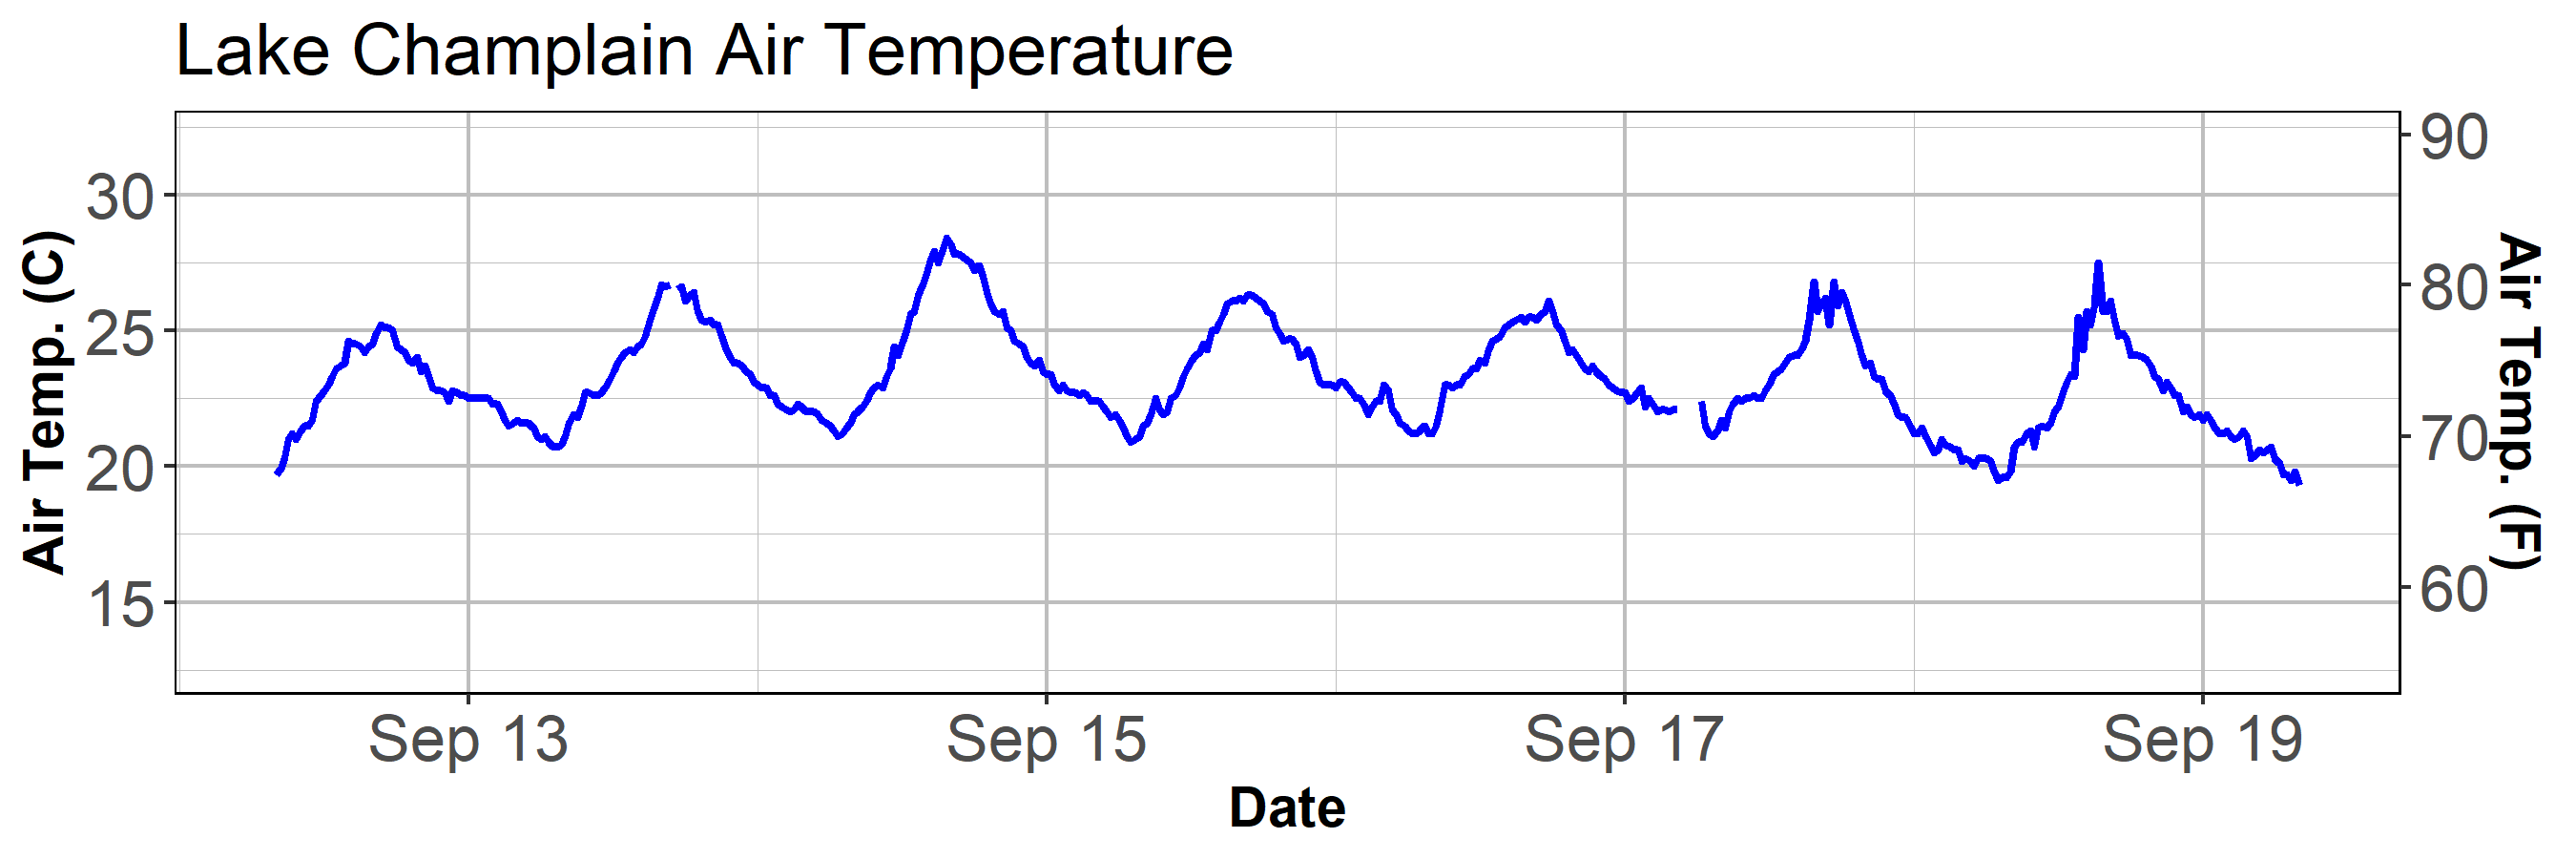 Lake Champlain Air Temperature
Air Temp. (C)
30
25
20
15
90
80
70
60
Air Temp. (F)
Sep 13 Sep 15 Sep 17 Sep 19
Date